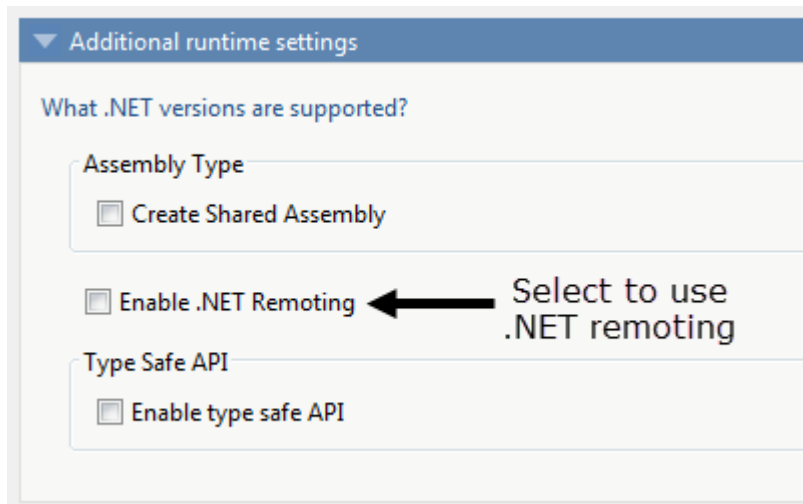 Additional runtime settings
What .NET versions are supported?
Assembly Type
Create Shared Assembly
Enable .NET Remoting
Select to use
.NET remoting
Type Safe API
Enable type safe API